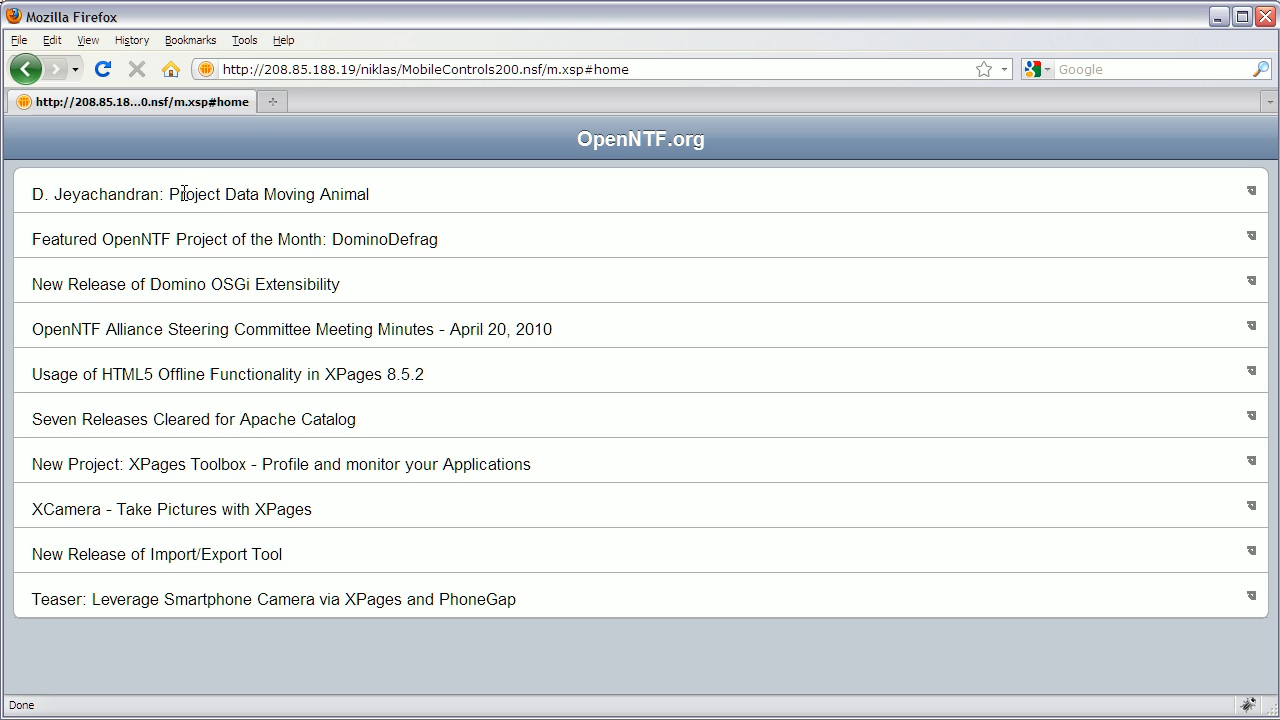 Mozilla Firefox
File Edit View History Bookmarks Tools Help
http://208.85.188.19/niklas/MobileControls200.nsf/m.xsp#home
Google
http://208.85.18...0.nsf/m.xsp#home
OpenNTF.org
D. Jeyachandran: Project Data Moving Animal
Featured OpenNTF Project of the Month: DominoDefrag
New Release of Domino OSGi Extensibility
OpenNTF Alliance Steering Committee Meeting Minutes - April 20, 2010
Usage of HTML5 Offline Functionality in XPages 8.5.2
Seven Releases Cleared for Apache Catalog
New Project: XPages Toolbox - Profile and monitor your Applications
XCamera - Take Pictures with XPages
New Release of Import/Export Tool
Teaser: Leverage Smartphone Camera via XPages and PhoneGap
Done